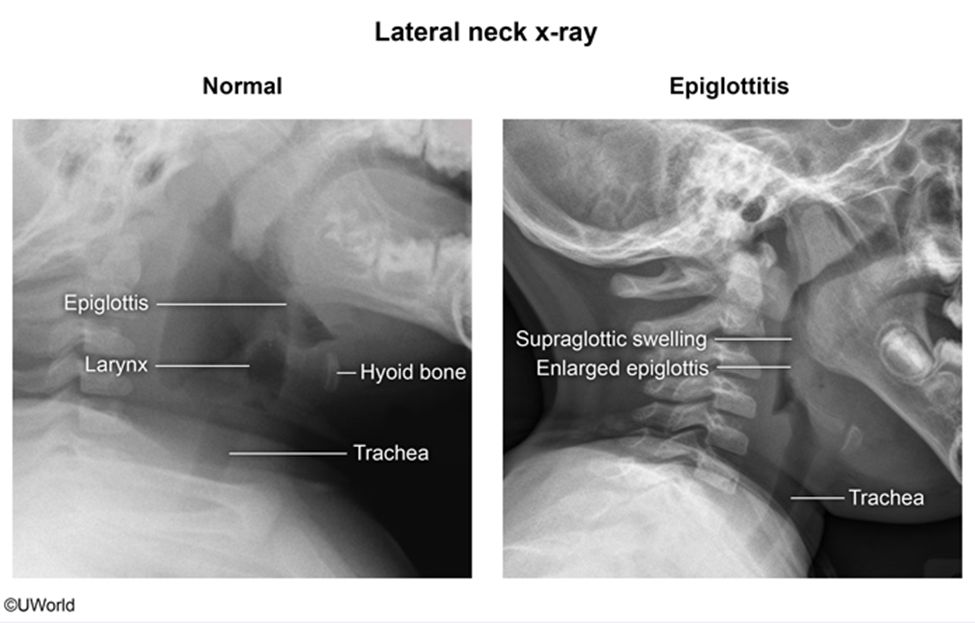 Lateral neck x-ray
Normal
Epiglottitis
Epiglottis
Larynx
Hyoid bone
Trachea
Supraglottic swelling
Enlarged epiglottis
Trachea
©UWorld